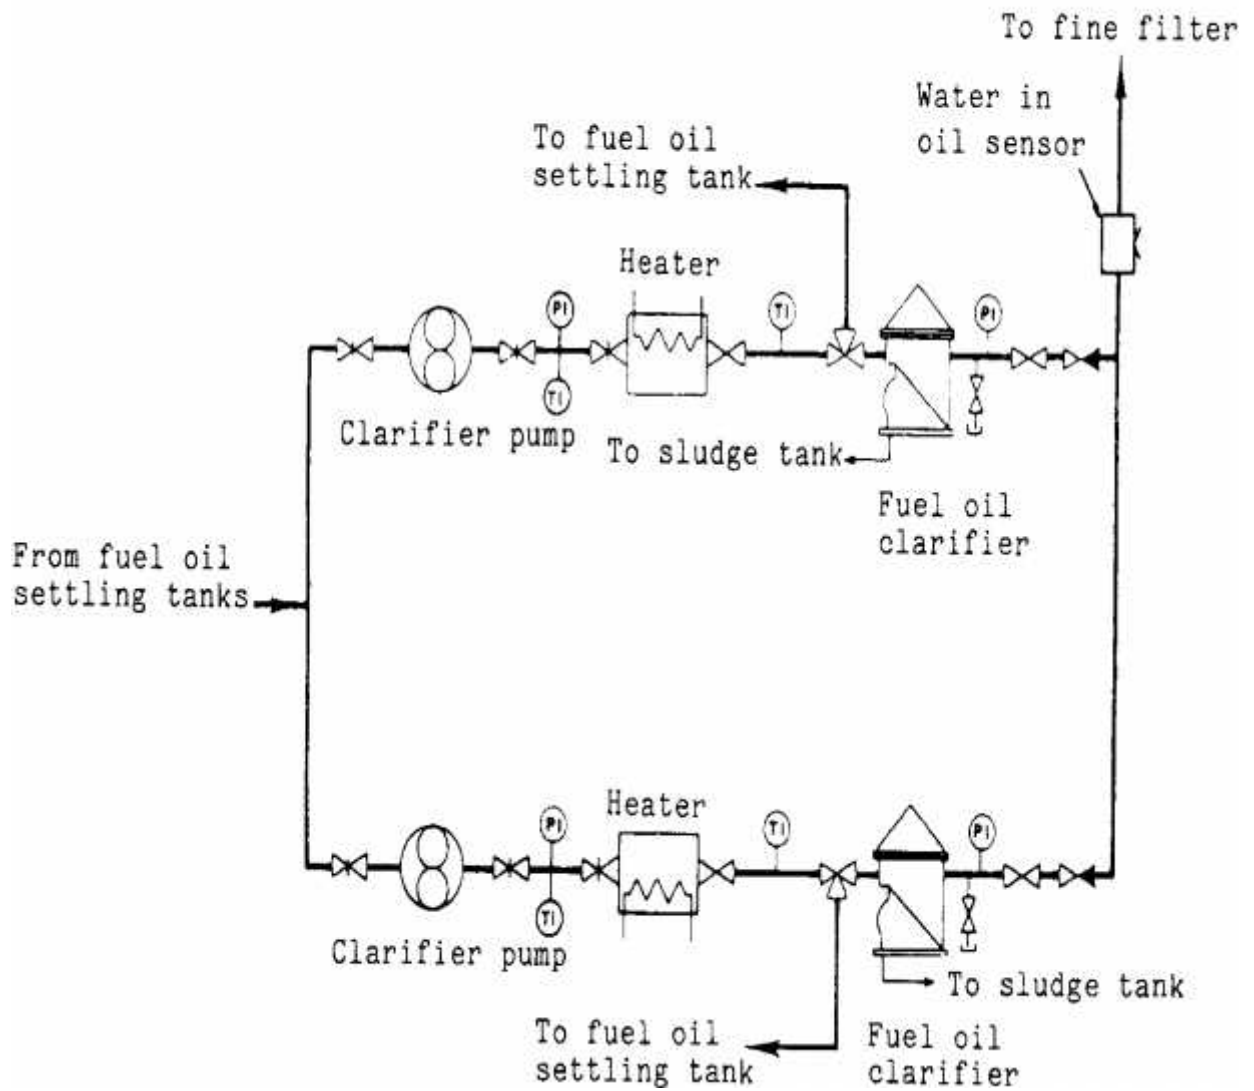 To fine filter
Water in
oil sensor
To fuel oil
settling tank
Heater
PI
TI
PI
TI
Clarifier pump
To sludge tank
Fuel oil
clarifier
From fuel oil
settling tanks
Heater
PI
TI
PI
TI
Clarifier pump
To sludge tank
To fuel oil
settling tank
Fuel oil
clarifier